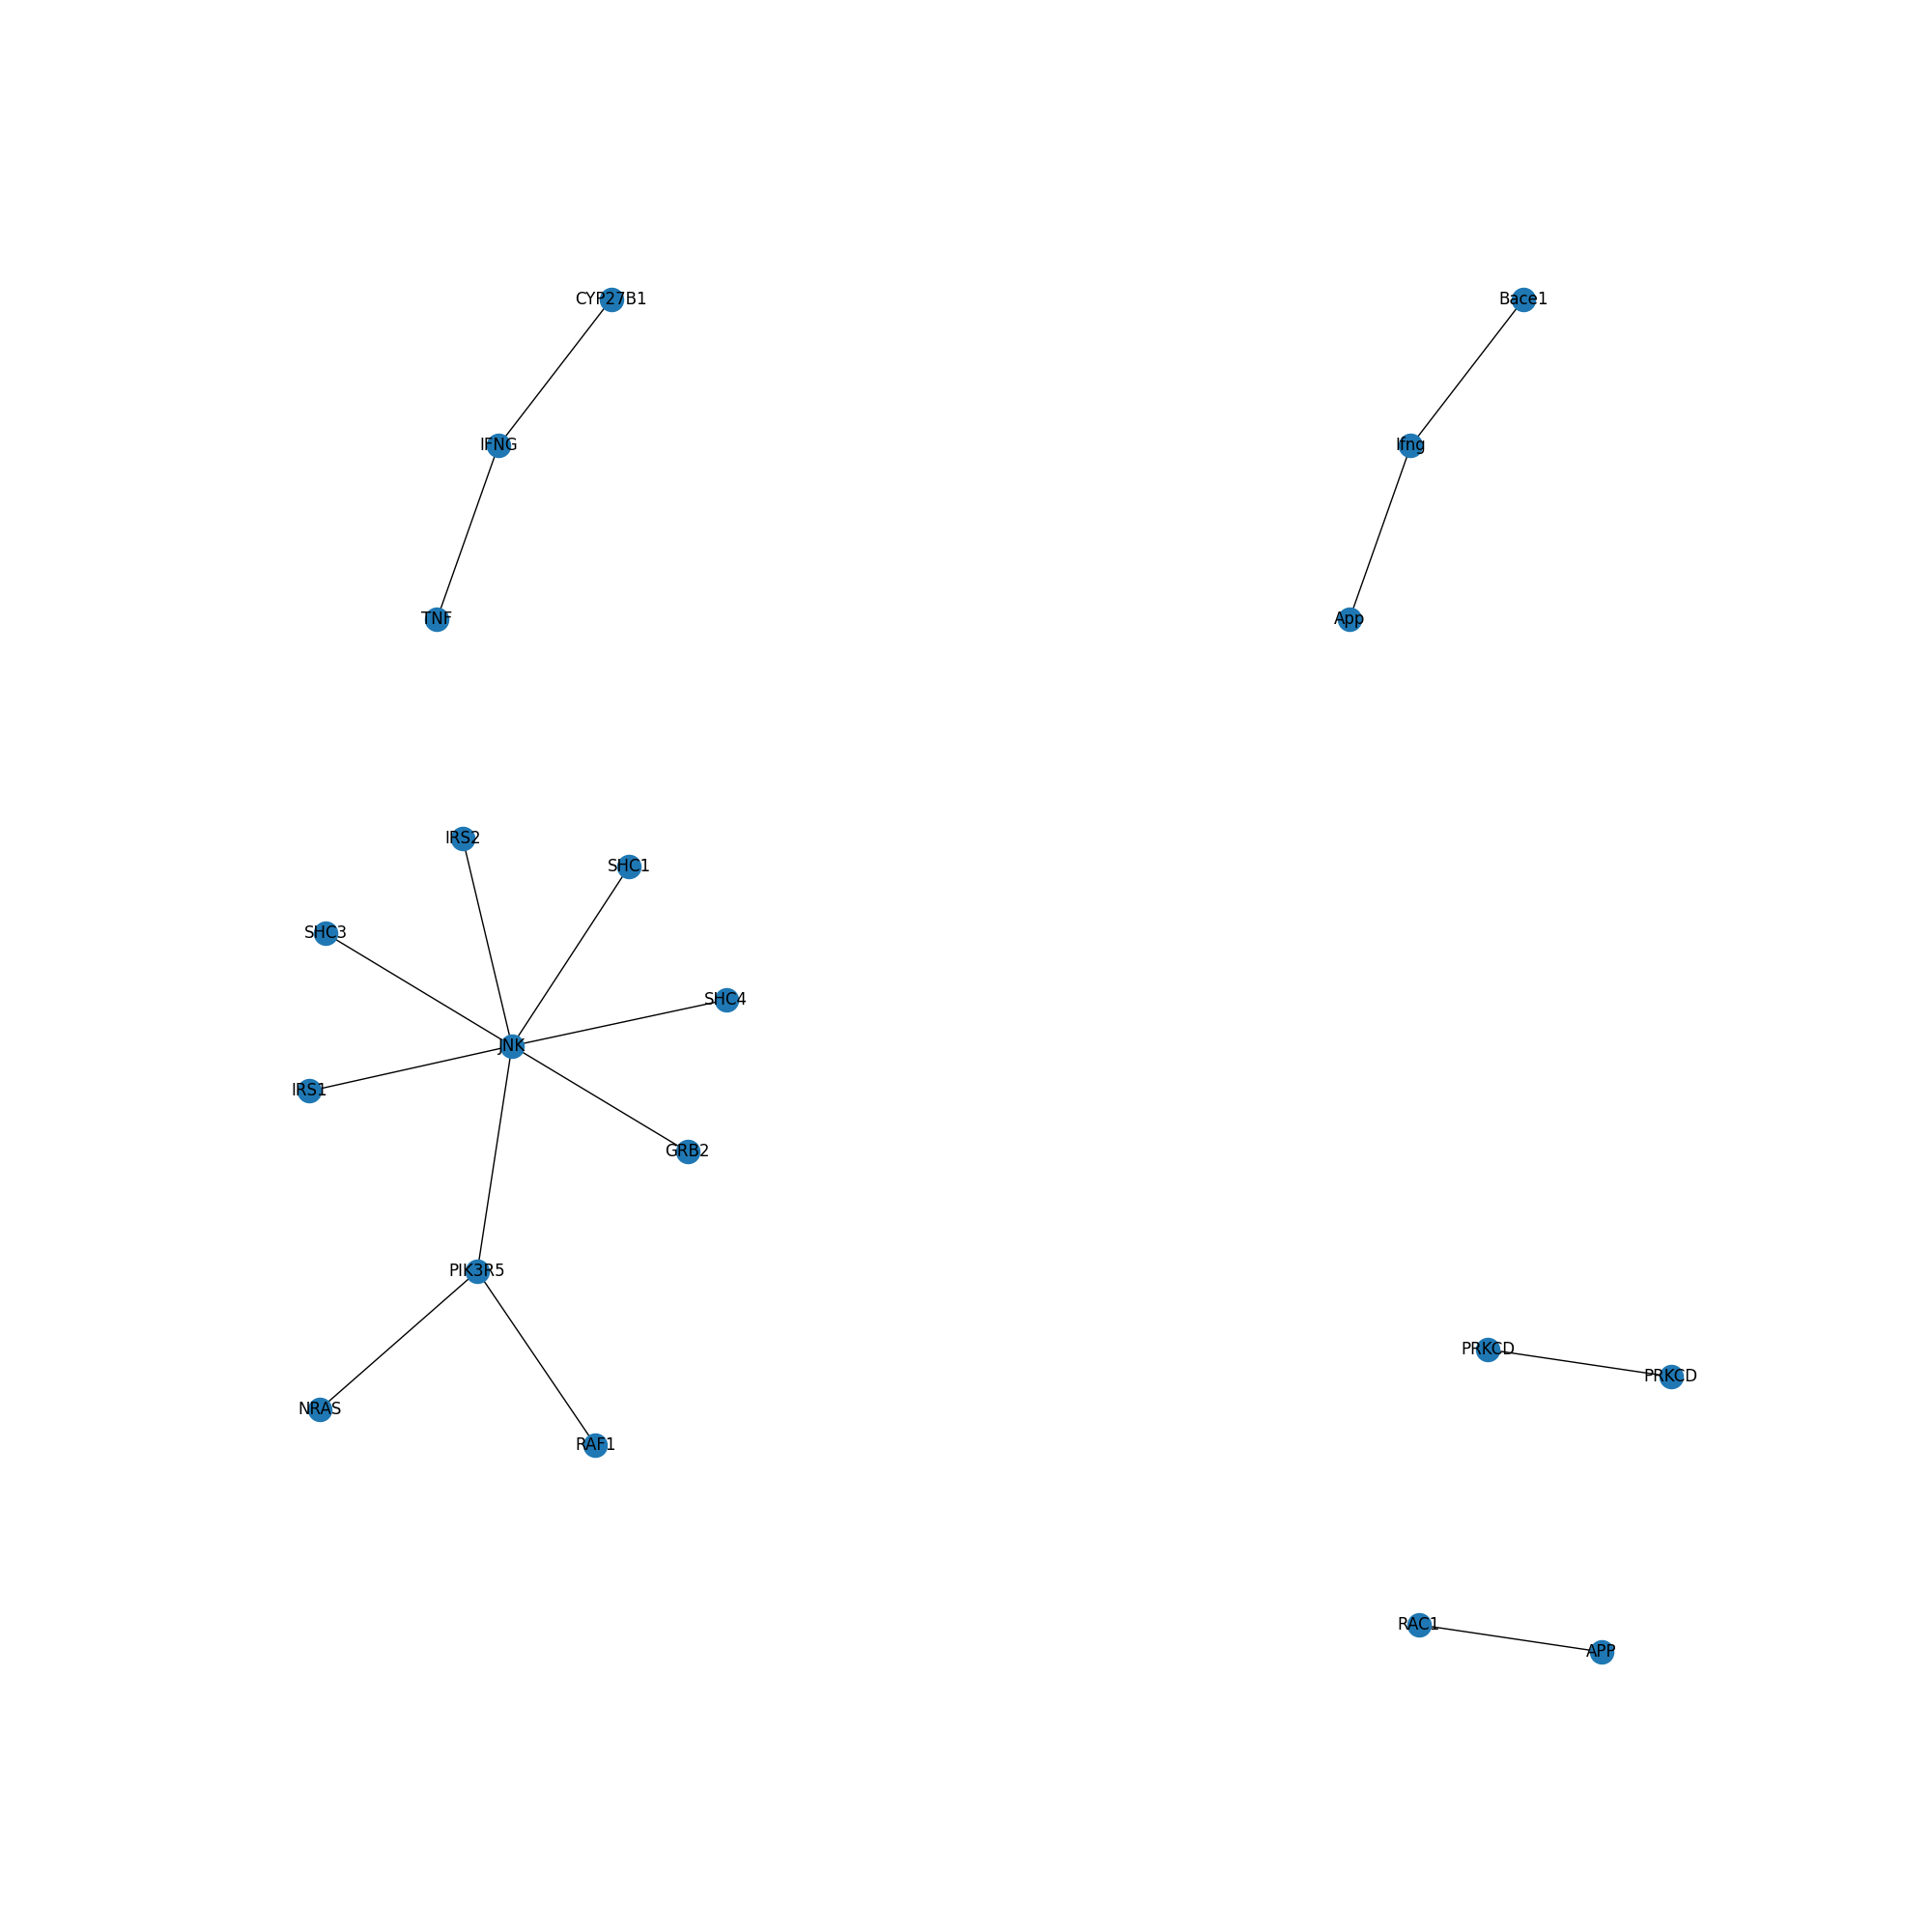 CYP27B1
Bace1
IFNG
Ifng
TNF
App
IRS2
SHC1
SHC3
SHC4
JNK
IRS1
GRB2
PIK3R5
PRKCD
PRKCD
NRAS
RAF1
RAC1
APP